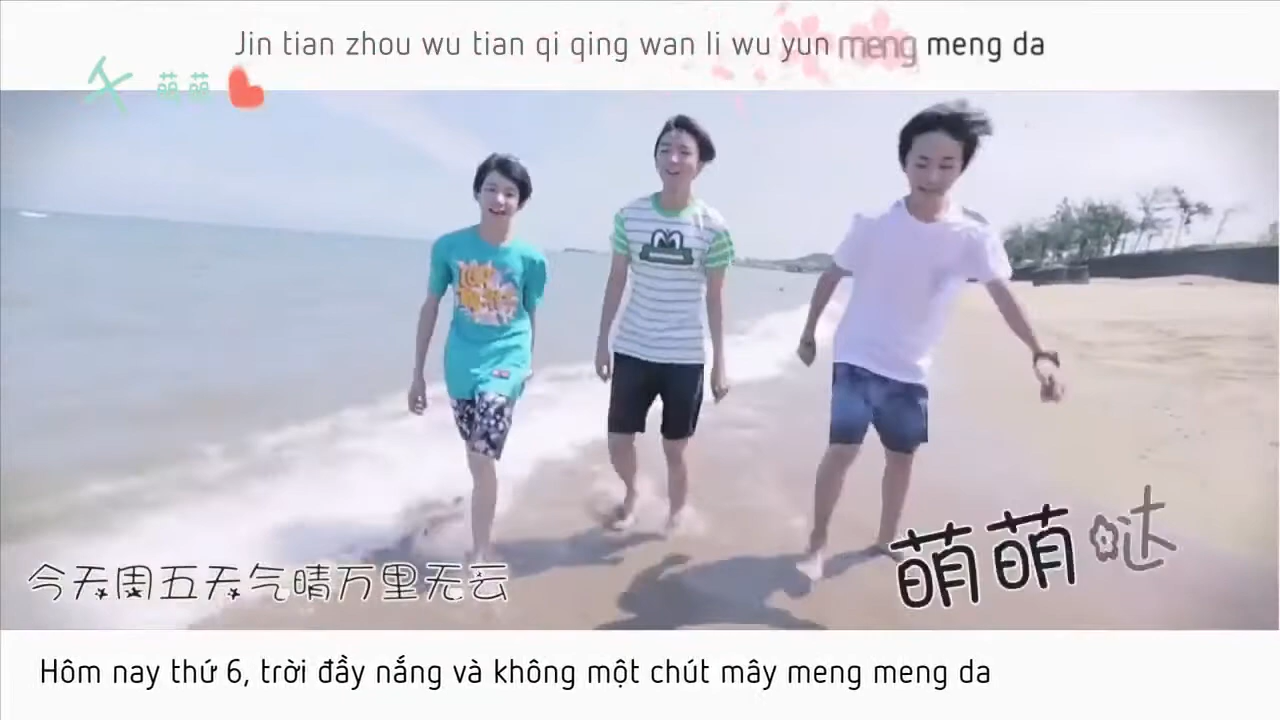 Jin tian zhou wu tian qi qing wan li wu yun meng meng da
萌萌
今天周五天气晴万里无云
萌萌哒
Hôm nay thứ 6, trời đầy nắng và không một chút mây meng meng da